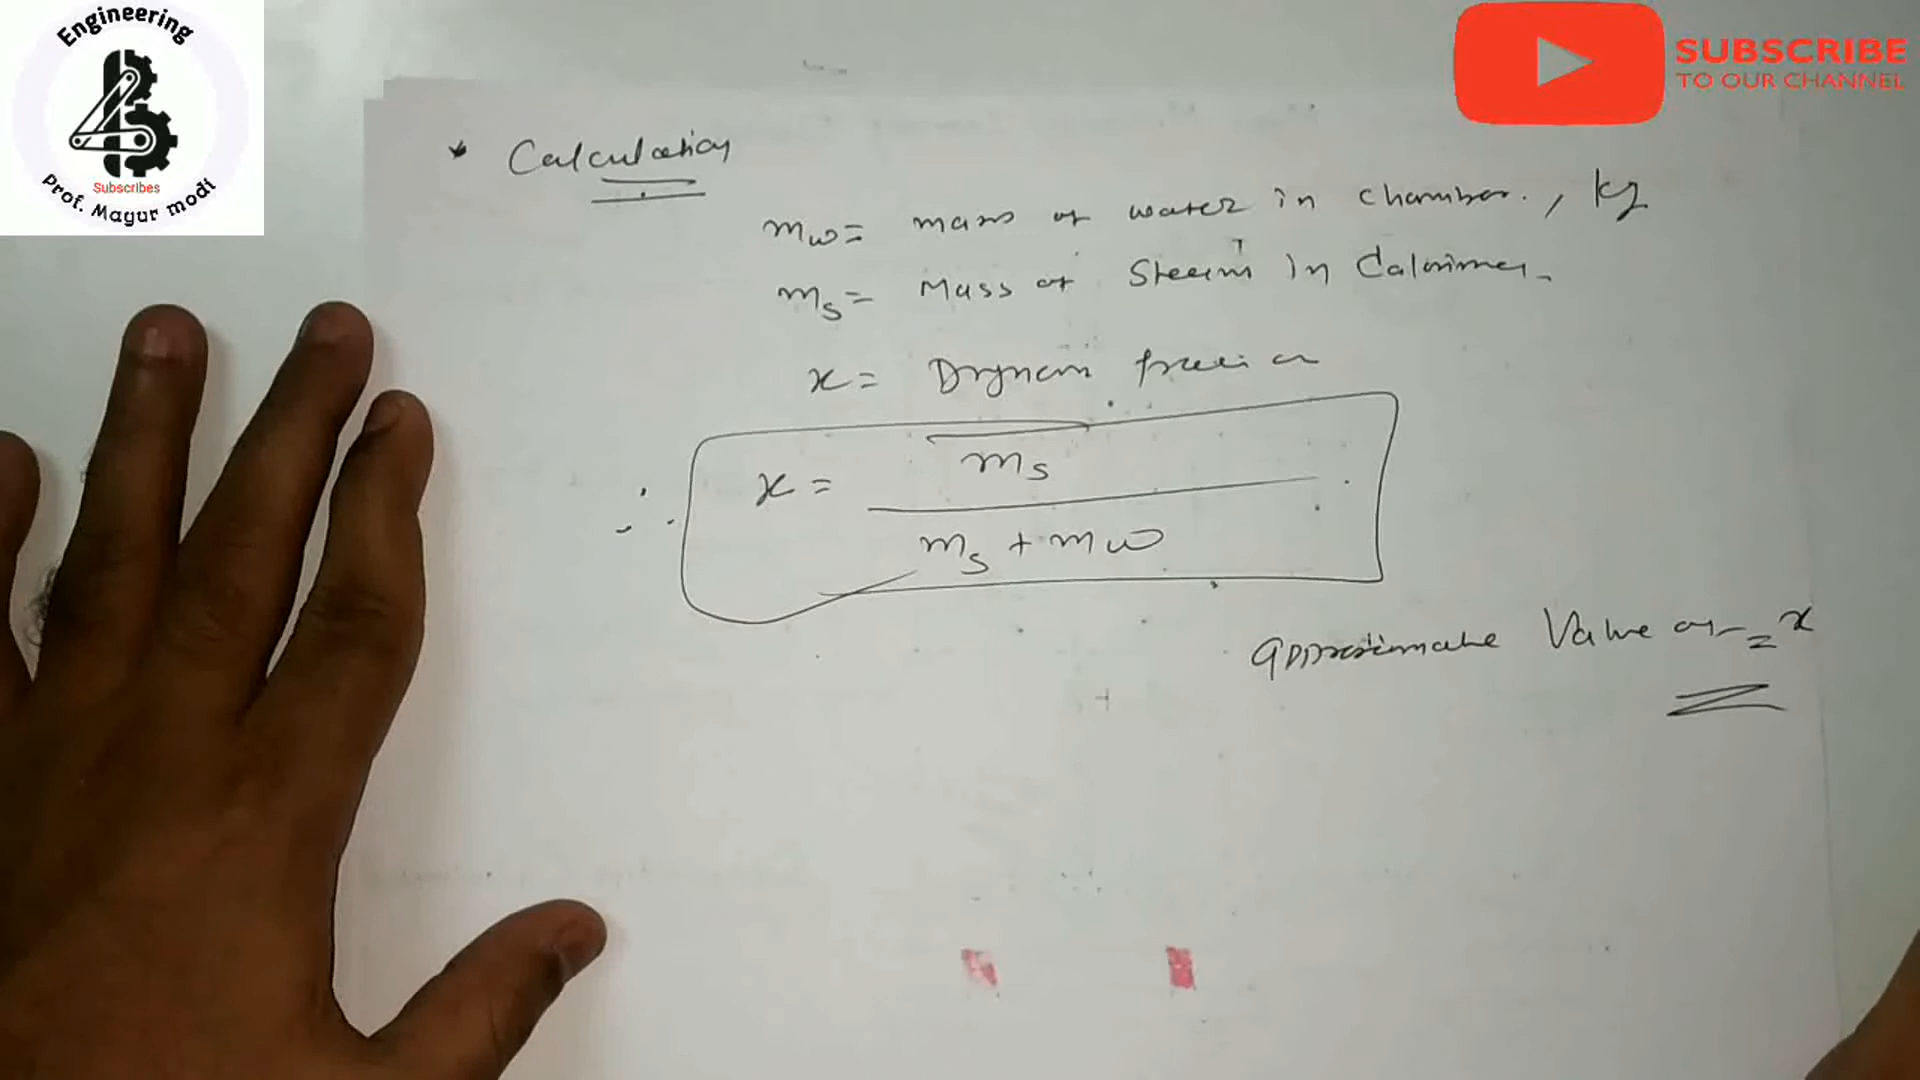 Engineering
Subscribes
Prof. Mayur modi
SUBSCRIBE
TO OUR CHANNEL
* Calculation
mw = mass of water in chamber., kg
ms = Mass of Steam in Calorimer.
x = Dryness fraction
∴ x = ms / ms + mw
Approximate Value of = x